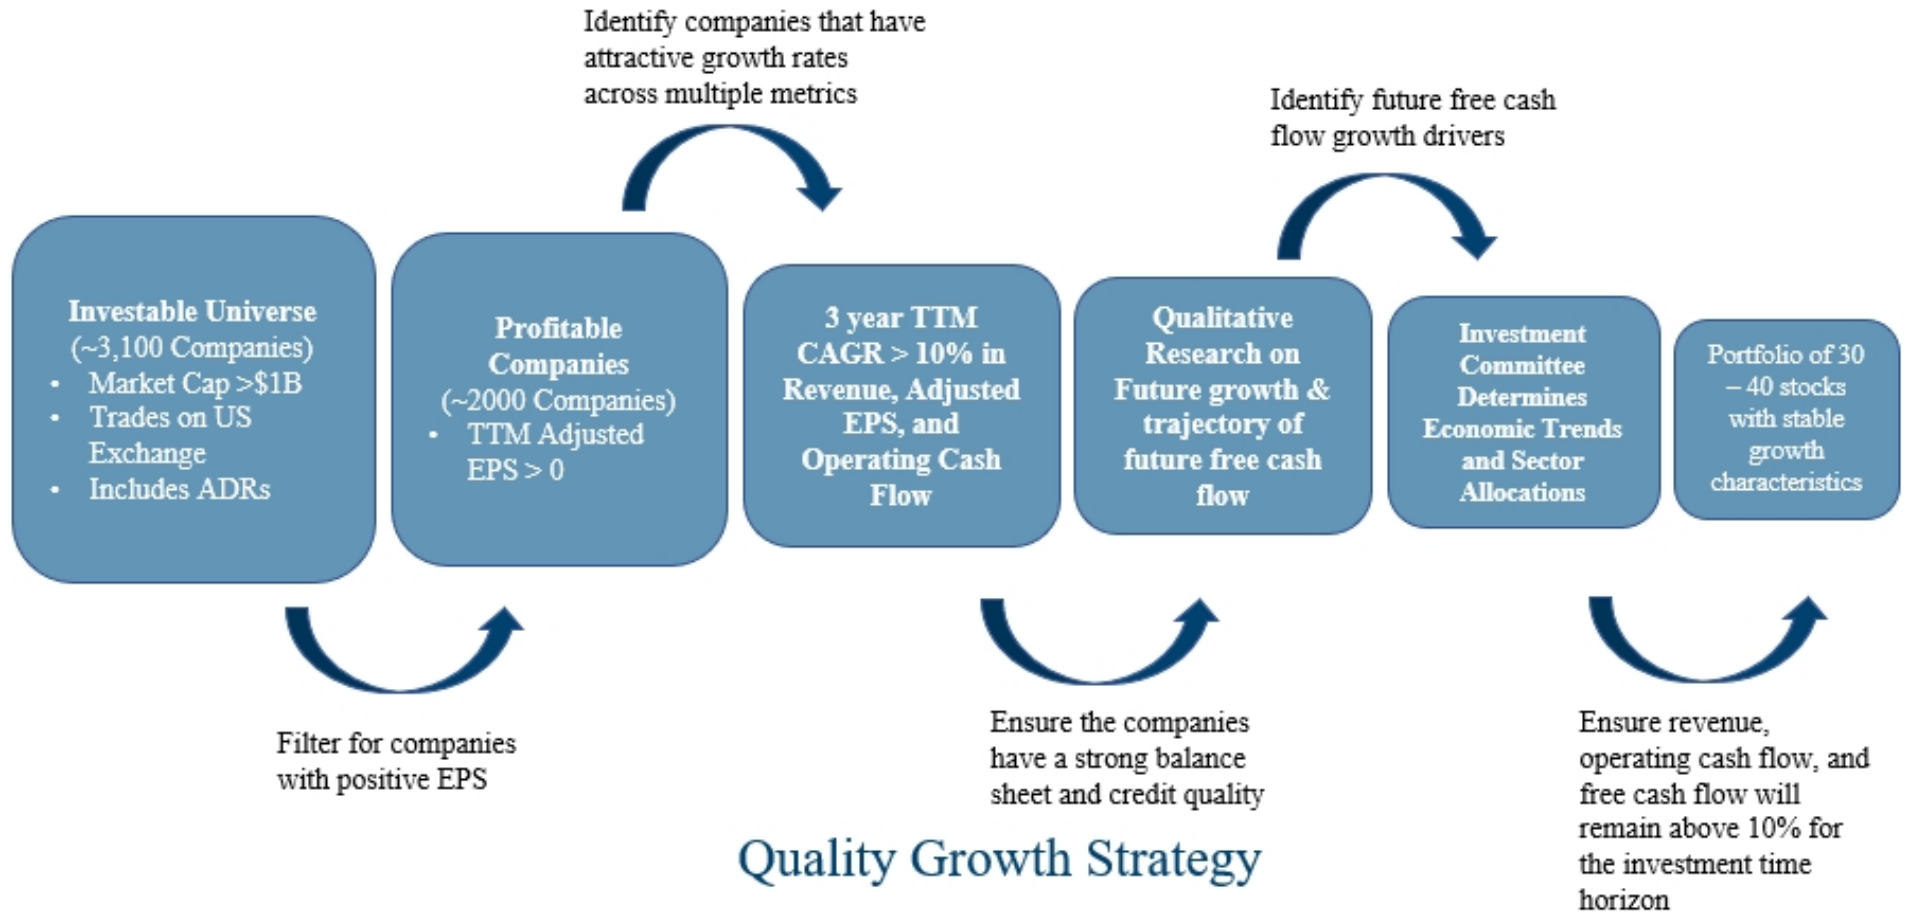 Identify companies that have
attractive growth rates
across multiple metrics
Identify future free cash
flow growth drivers
Investable Universe
(~3,100 Companies)
• Market Cap >$1B
• Trades on US
Exchange
• Includes ADRs
Profitable
Companies
(~2000 Companies)
• TTM Adjusted
EPS > 0
3 year TTM
CAGR > 10% in
Revenue, Adjusted
EPS, and
Operating Cash
Flow
Qualitative
Research on
Future growth &
trajectory of
future free cash
flow
Investment
Committee
Determines
Economic Trends
and Sector
Allocations
Portfolio of 30
– 40 stocks
with stable
growth
characteristics
Filter for companies
with positive EPS
Ensure the companies
have a strong balance
sheet and credit quality
Ensure revenue,
operating cash flow, and
free cash flow will
remain above 10% for
the investment time
horizon
Quality Growth Strategy